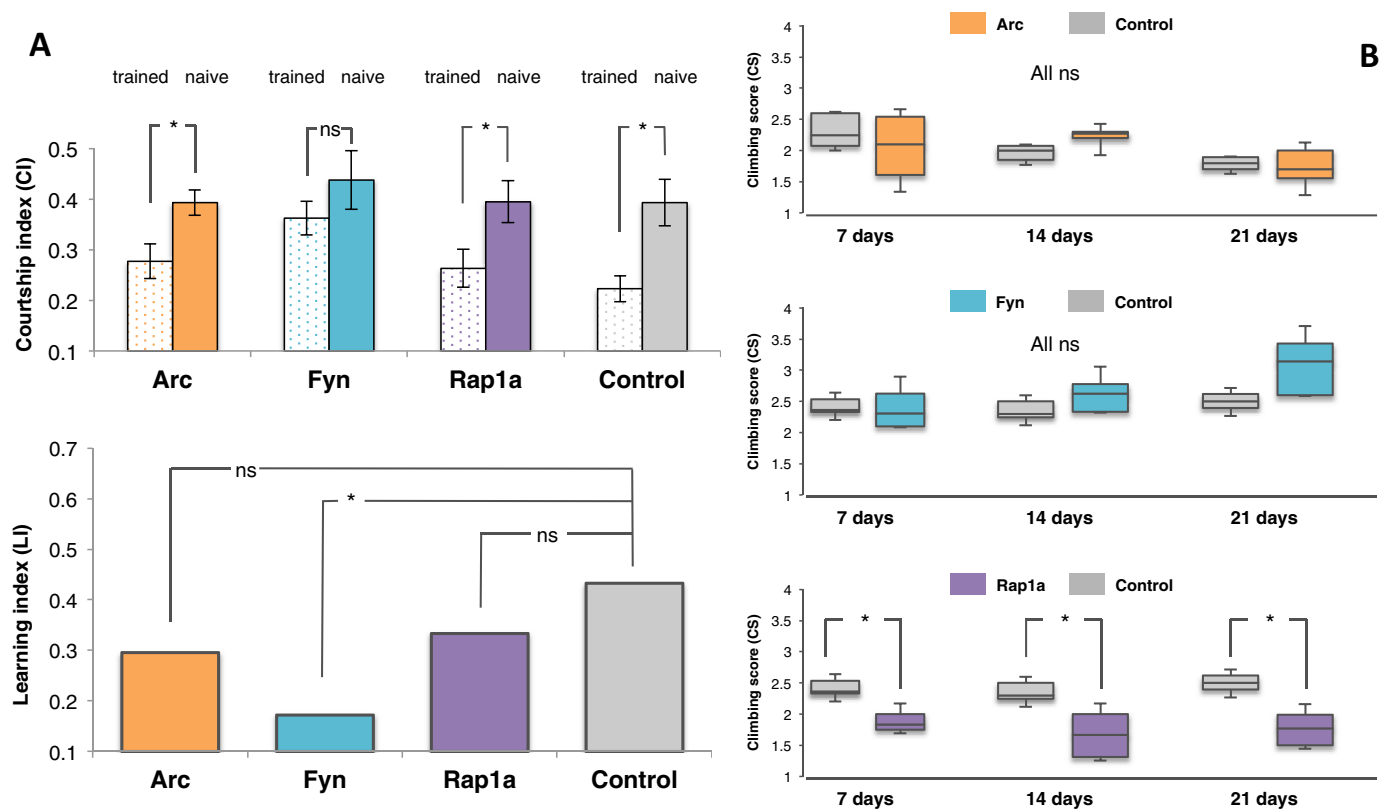 A
trained naive trained naive trained naive trained naive
* ns * *
Courtship index (CI)
0.5
0.4
0.3
0.2
0.1
Arc Fyn Rap1a Control
Learning index (LI)
0.7
0.6
0.5
0.4
0.3
0.2
0.1
ns
*
ns
Arc Fyn Rap1a Control
B
Arc Control
All ns
Climbing score (CS)
4
3.5
3
2.5
2
1.5
1
7 days 14 days 21 days
Fyn Control
All ns
Climbing score (CS)
4
3.5
3
2.5
2
1.5
1
7 days 14 days 21 days
Rap1a Control
* * *
Climbing score (CS)
4
3.5
3
2.5
2
1.5
1
7 days 14 days 21 days